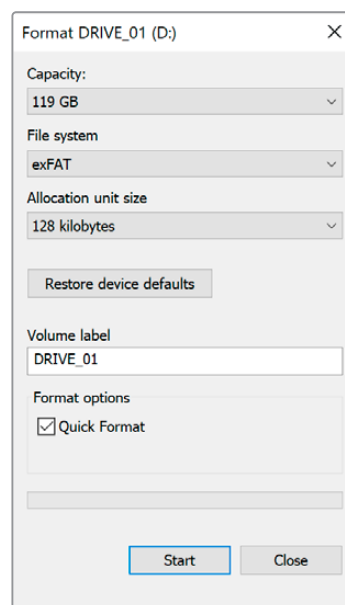 Format DRIVE_01 (D:)
Capacity:
119 GB
File system
exFAT
Allocation unit size
128 kilobytes
Restore device defaults
Volume label
DRIVE_01
Format options
Quick Format
Start
Close